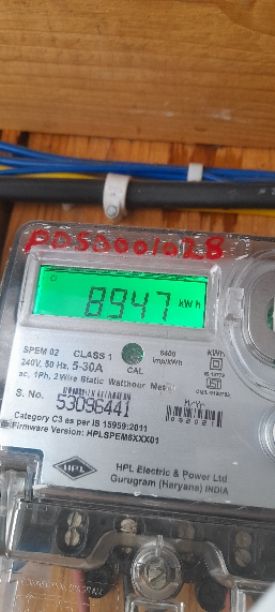 8947 kWh
SPEM 02 CLASS 1
240V, 50 Hz, 5-30A
CAL
6400
imp/kWh
kWh
ac, 1Ph, 2Wire Static Watthour Meter
S. No. 53096441
Category C3 as per IS 15959:2011
Firmware Version: HPLSPEM6XXX01
HPL
HPL Electric & Power Ltd
Gurugram (Haryana) INDIA